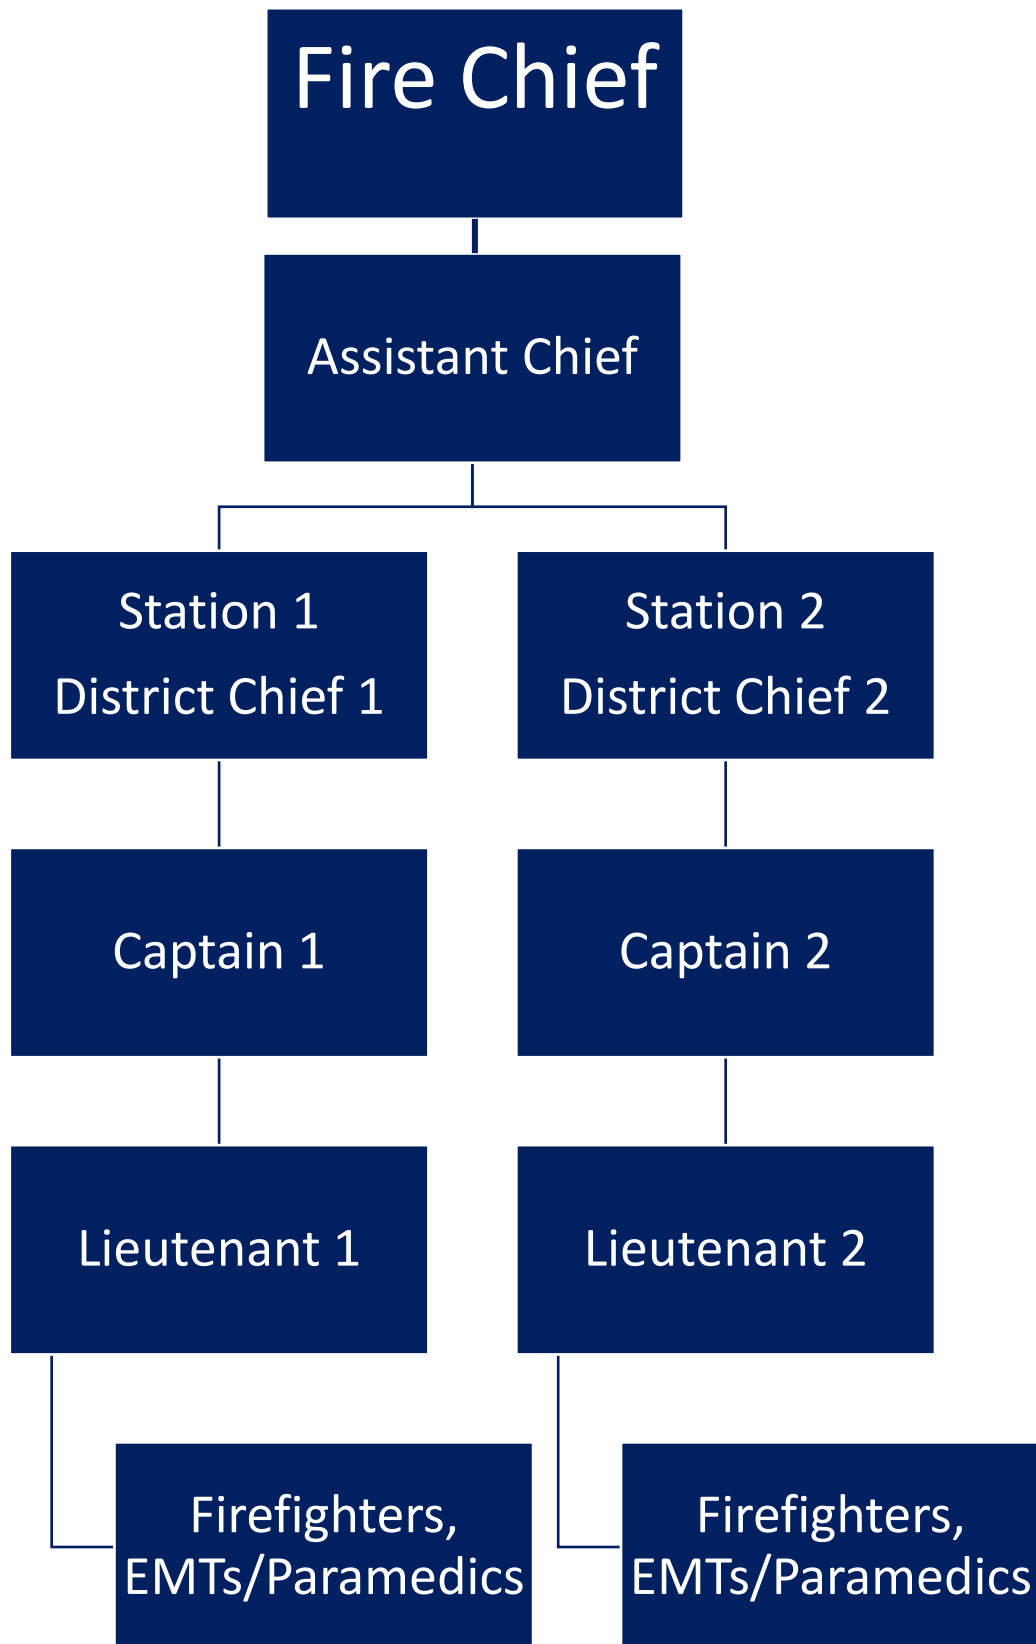 Fire Chief
Assistant Chief
Station 1
District Chief 1
Station 2
District Chief 2
Captain 1
Captain 2
Lieutenant 1
Lieutenant 2
Firefighters,
EMTs/Paramedics
Firefighters,
EMTs/Paramedics